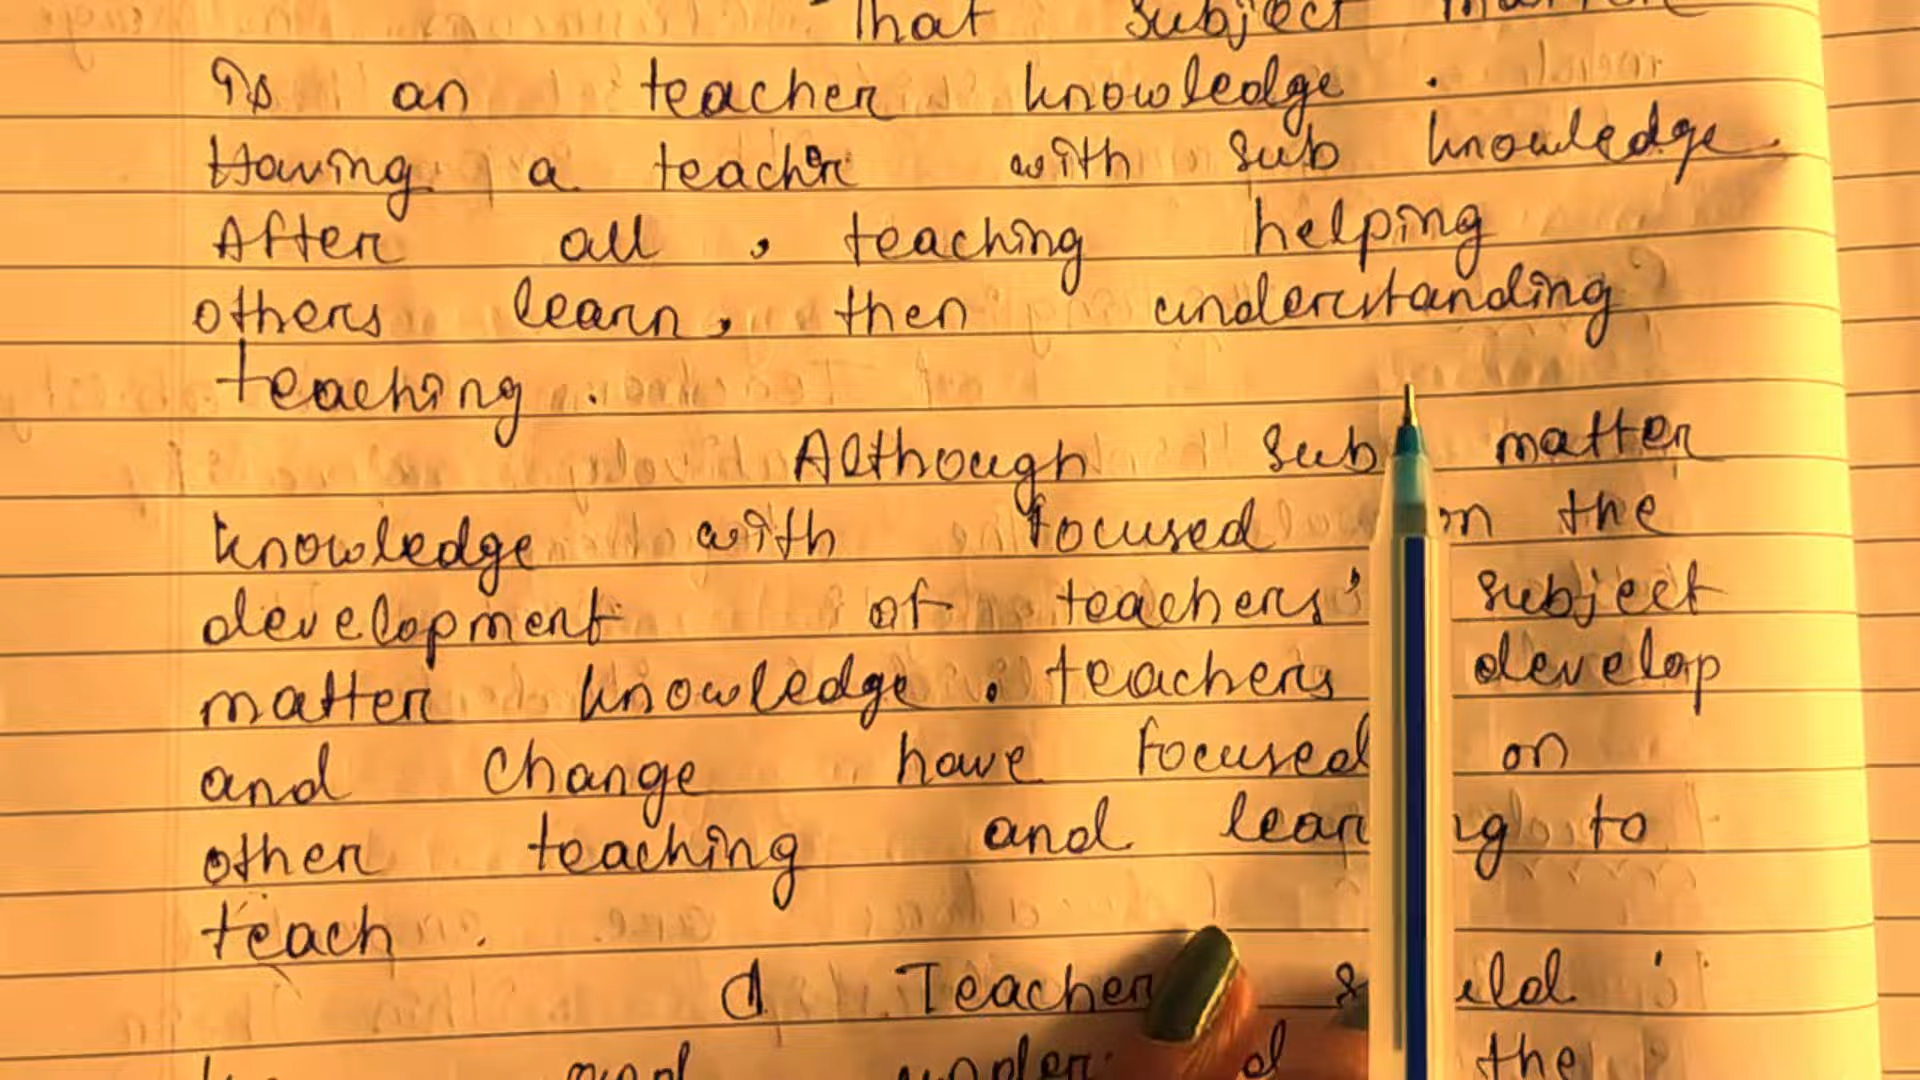 That subject
is an teacher knowledge .
Having a teacher with sub knowledge.
After all , teaching helping
others learn, then understanding
teaching .
Although sub matter
knowledge with focused on the
development of teachers' subject
matter knowledge . teachers develop
and change have focused on
other teaching and learning to
teach .
A Teacher
the